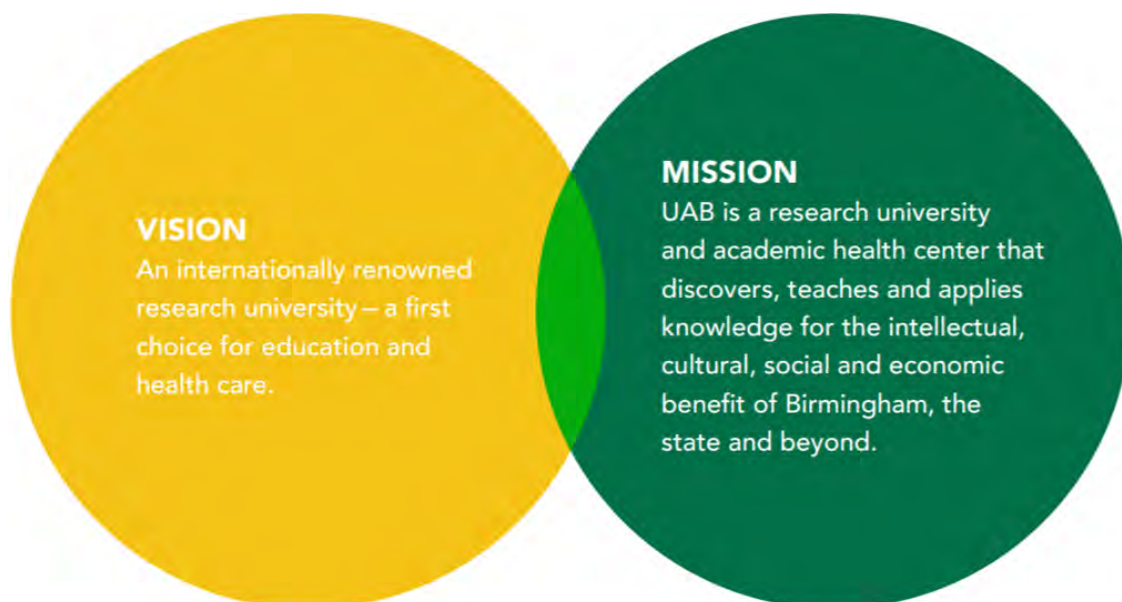 VISION
An internationally renowned
research university – a first
choice for education and
health care.
MISSION
UAB is a research university
and academic health center that
discovers, teaches and applies
knowledge for the intellectual,
cultural, social and economic
benefit of Birmingham, the
state and beyond.